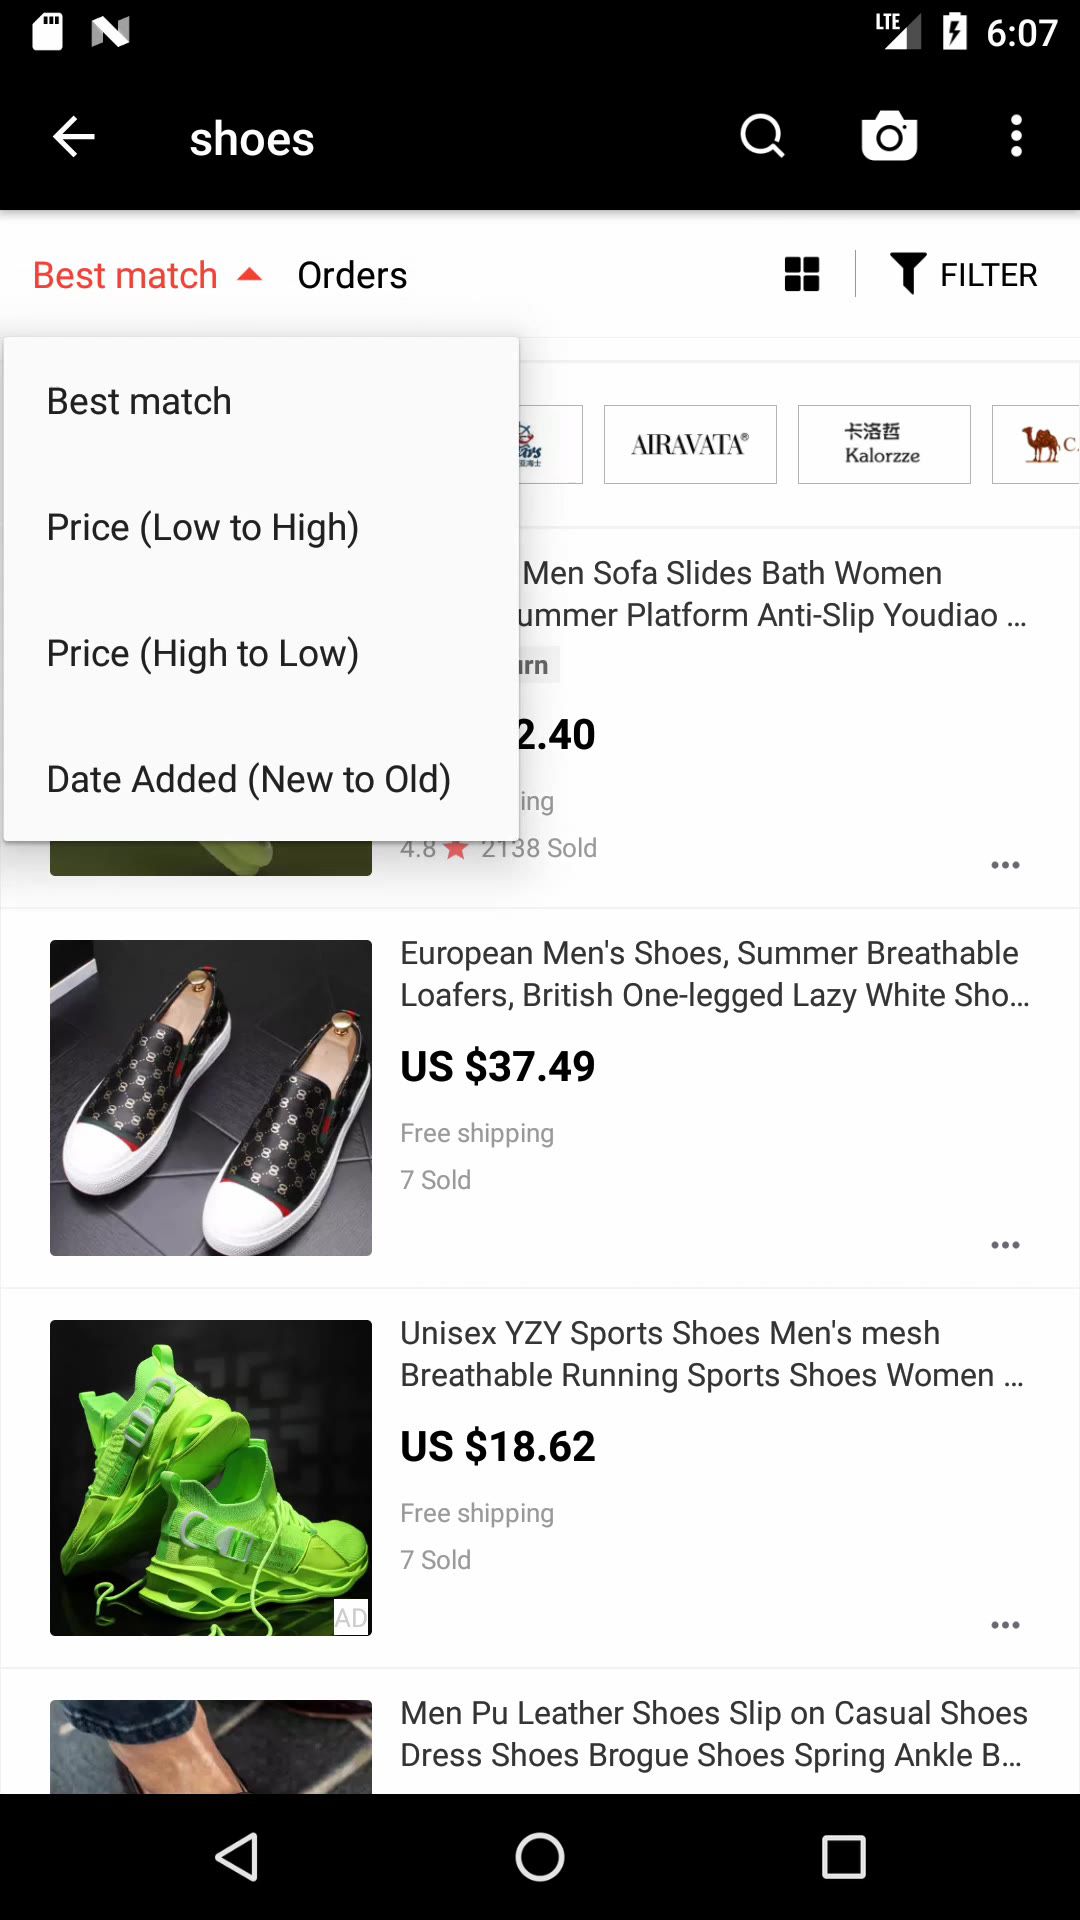 LTE
6:07
shoes
Best match
Orders
FILTER
Best match
Price (Low to High)
Price (High to Low)
Date Added (New to Old)
AIRAVATA®
卡洛哲
Kalorzze
C
Men Sofa Slides Bath Women
ummer Platform Anti-Slip Youdiao ...
urn
2.40
ing
4.8 2138 Sold
European Men's Shoes, Summer Breathable
Loafers, British One-legged Lazy White Sho...
US $37.49
Free shipping
7 Sold
Unisex YZY Sports Shoes Men's mesh
Breathable Running Sports Shoes Women ...
US $18.62
Free shipping
7 Sold
AD
Men Pu Leather Shoes Slip on Casual Shoes
Dress Shoes Brogue Shoes Spring Ankle B...